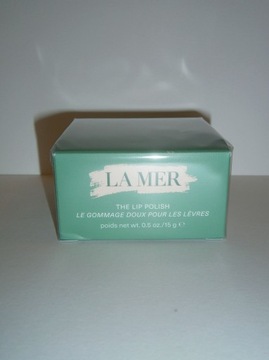 LA MER
THE LIP POLISH
LE GOMMAGE DOUX POUR LES LÈVRES
poids net wt. 0.5 oz./15 g ℮